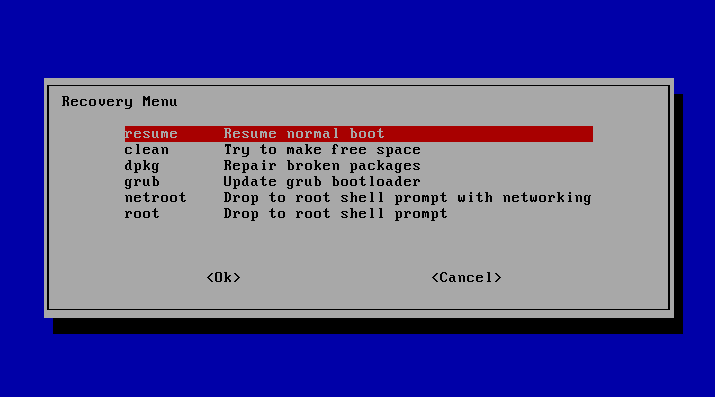 Recovery Menu
resume Resume normal boot
clean Try to make free space
dpkg Repair broken packages
grub Update grub bootloader
netroot Drop to root shell prompt with networking
root Drop to root shell prompt
<Ok> <Cancel>